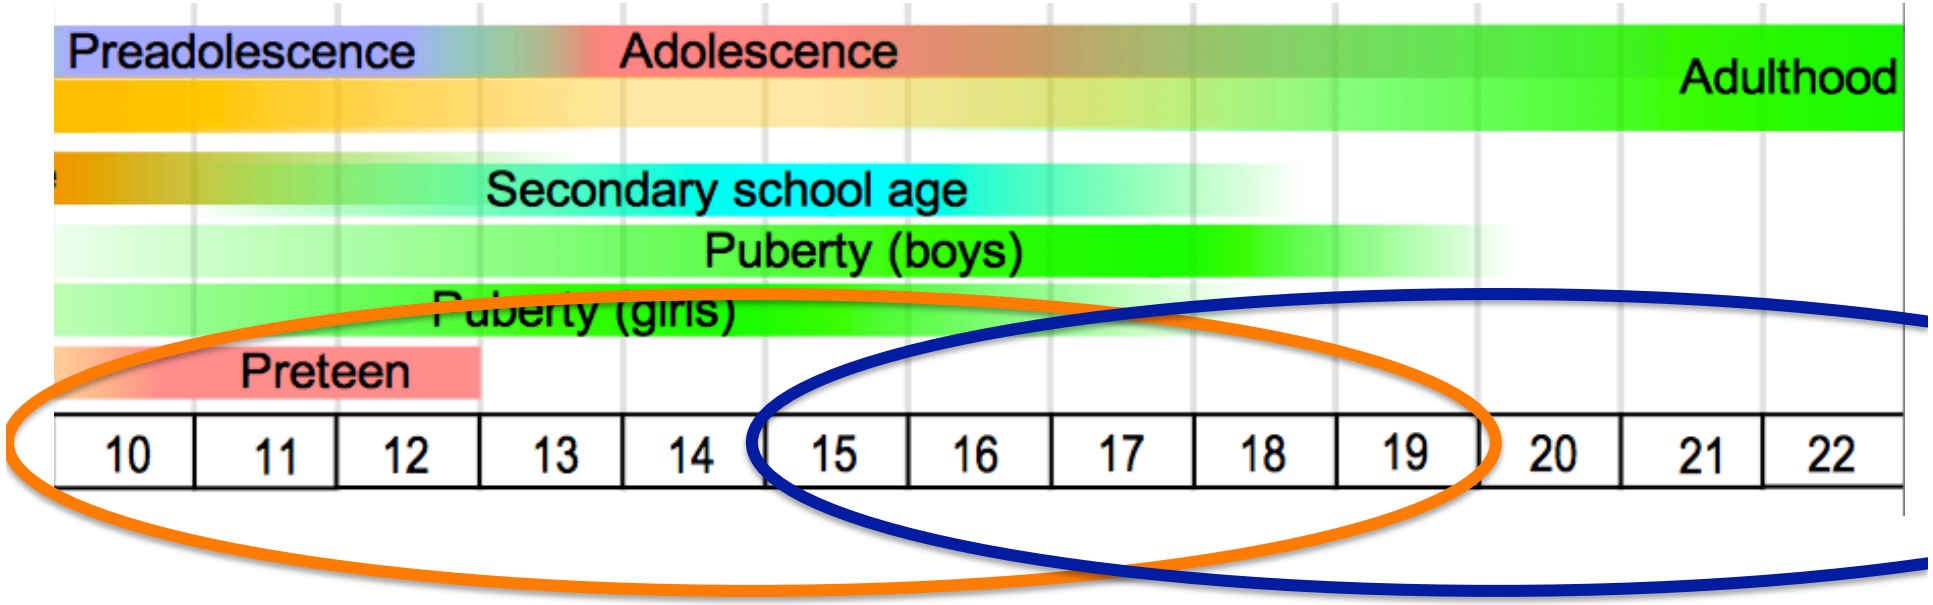 Preadolescence Adolescence
Adulthood
Secondary school age
Puberty (boys)
Puberty (girls)
Preteen
10 11 12 13 14 15 16 17 18 19 20 21 22